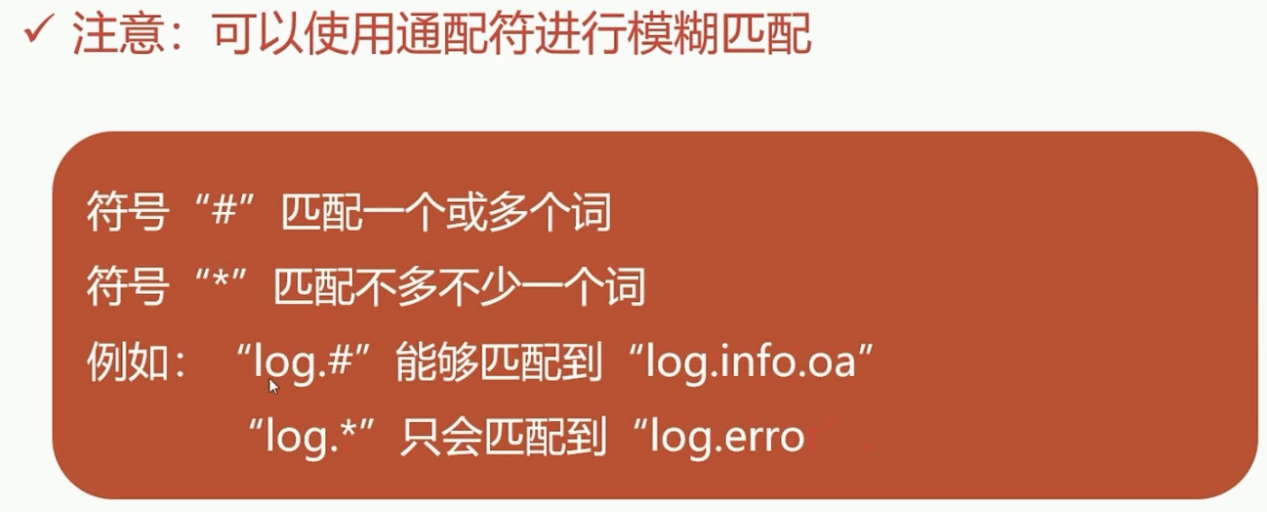 ✓ 注意：可以使用通配符进行模糊匹配
符号“#”匹配一个或多个词
符号“*”匹配不多不少一个词
例如：“log.#”能够匹配到“log.info.oa”
“log.*”只会匹配到“log.erro